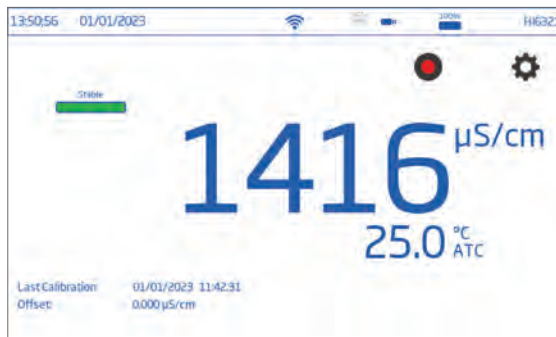 13:50:56 01/01/2023 100% HI6322
Stable
1416 µS/cm
25.0 °C
ATC
Last Calibration: 01/01/2023 11:42:31
Offset: 0.000 µS/cm